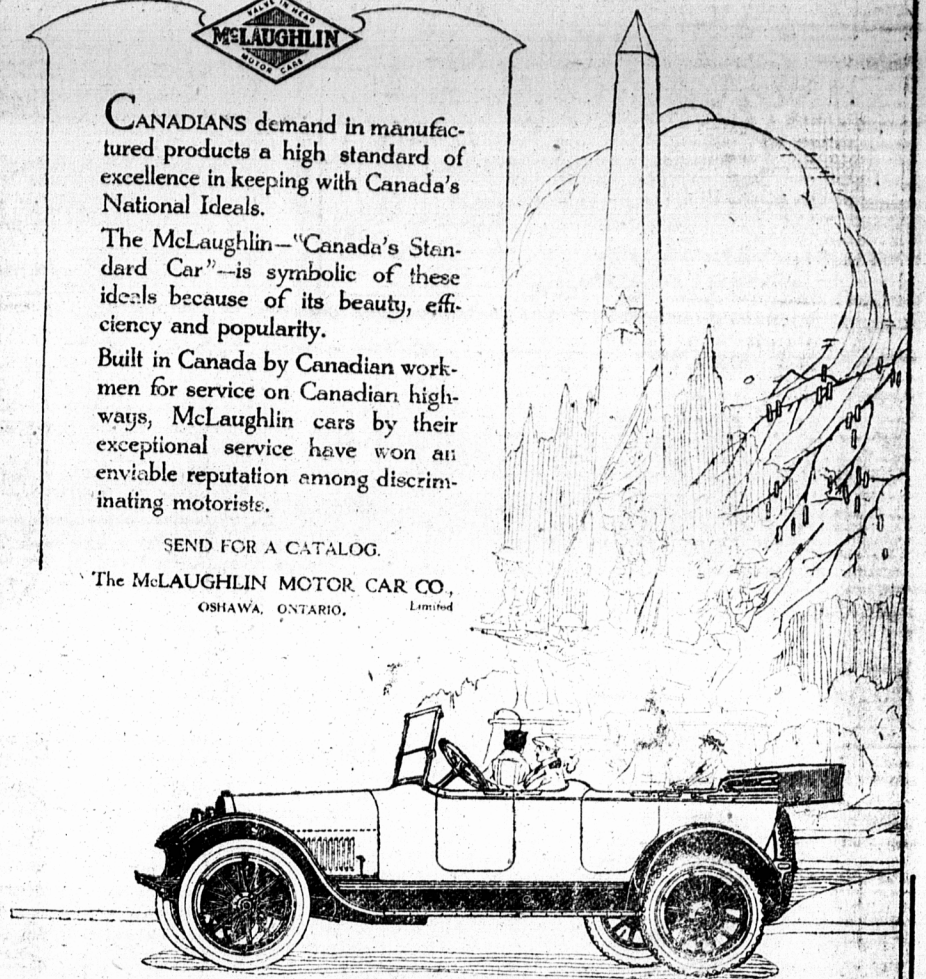 VALVE IN HEAD
McLAUGHLIN
MOTOR CARS
CANADIANS demand in manufac-
tured products a high standard of
excellence in keeping with Canada's
National Ideals.
The McLaughlin—"Canada's Stan-
dard Car"—is symbolic of these
ideals because of its beauty, effi-
ciency and popularity.
Built in Canada by Canadian work-
men for service on Canadian high-
ways, McLaughlin cars by their
exceptional service have won an
enviable reputation among discrim-
inating motorists.
SEND FOR A CATALOG.
The McLAUGHLIN MOTOR CAR CO.,
OSHAWA, ONTARIO. Limited